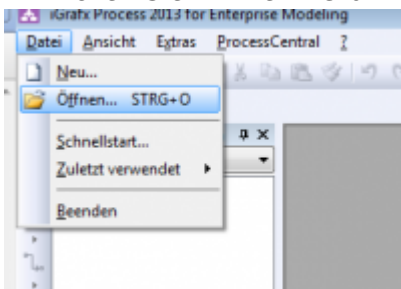 iGrafx Process 2013 for Enterprise Modeling
Datei Ansicht Extras ProcessCentral ?
Neu...
Öffnen... STRG+O
Schnellstart...
Zuletzt verwendet
Beenden